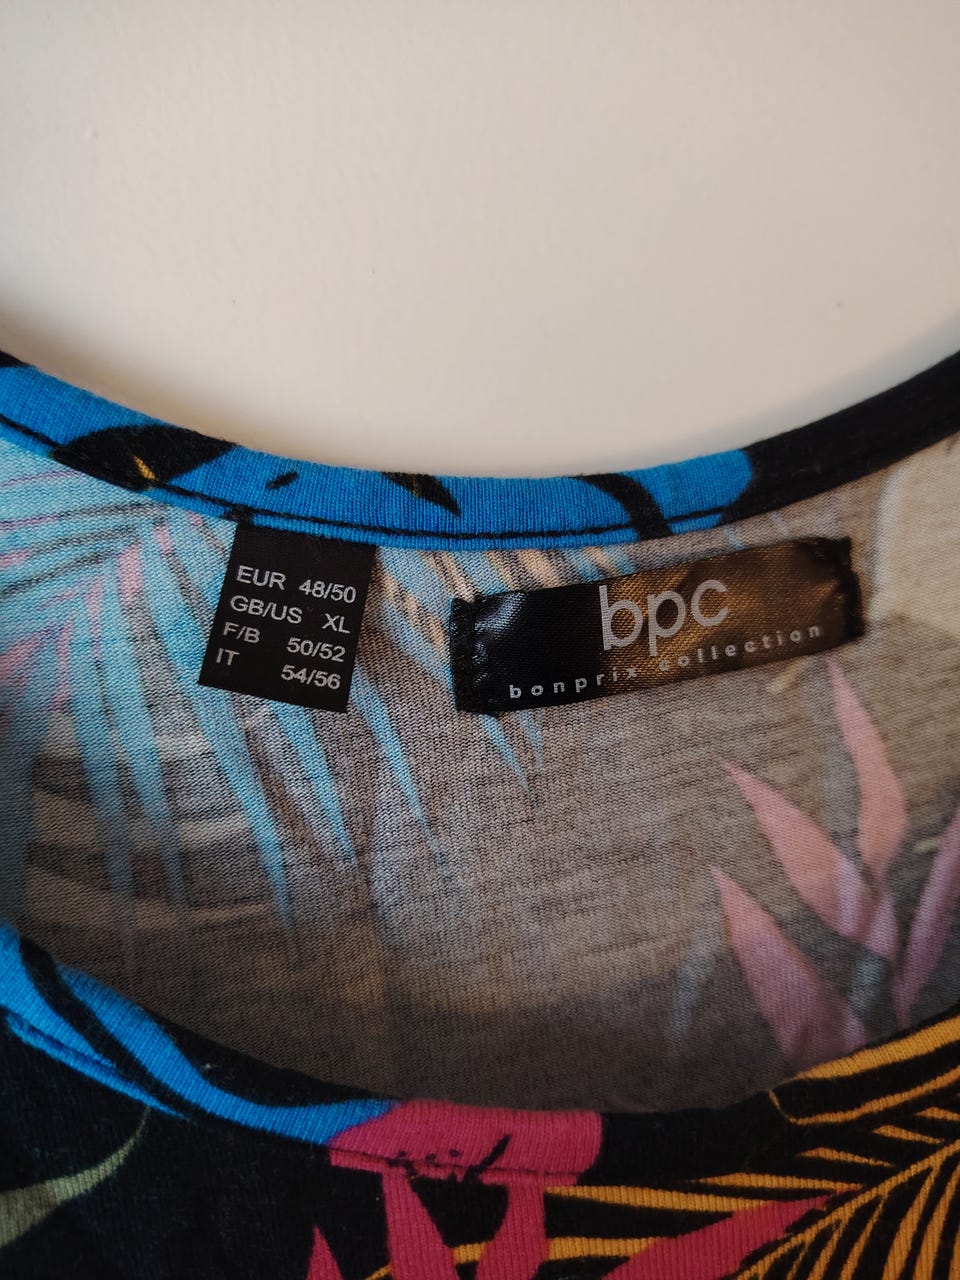 EUR 48/50
GB/US XL
F/B 50/52
IT 54/56
bpc
bonprix collection